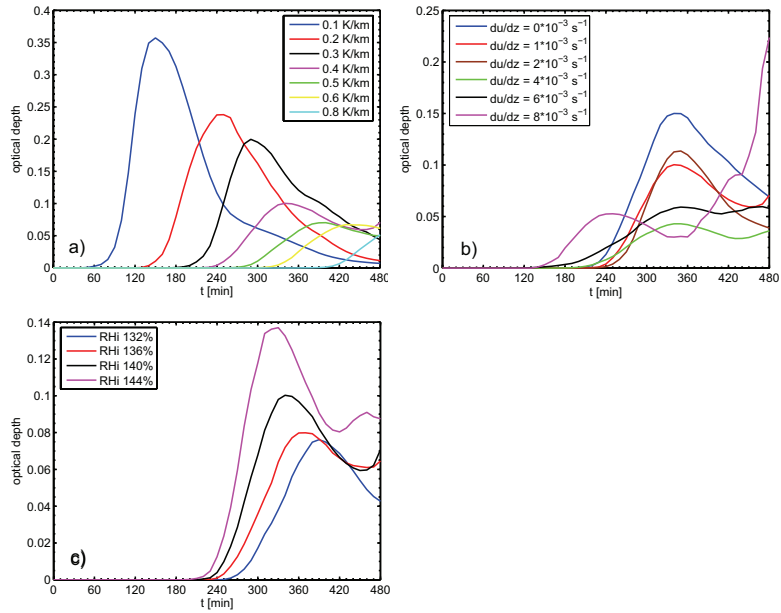 0.4
0.35
0.3
0.25
0.2
0.15
0.1
0.05
0
optical depth
0 60 120 180 240 300 360 420 480
t [min]
a)
0.1 K/km
0.2 K/km
0.3 K/km
0.4 K/km
0.5 K/km
0.6 K/km
0.8 K/km
0.25
0.2
0.15
0.1
0.05
0
optical depth
0 60 120 180 240 300 360 420 480
t [min]
b)
du/dz = 0*10⁻³ s⁻¹
du/dz = 1*10⁻³ s⁻¹
du/dz = 2*10⁻³ s⁻¹
du/dz = 4*10⁻³ s⁻¹
du/dz = 6*10⁻³ s⁻¹
du/dz = 8*10⁻³ s⁻¹
0.14
0.12
0.1
0.08
0.06
0.04
0.02
0
optical depth
0 60 120 180 240 300 360 420 480
t [min]
c)
RHi 132%
RHi 136%
RHi 140%
RHi 144%